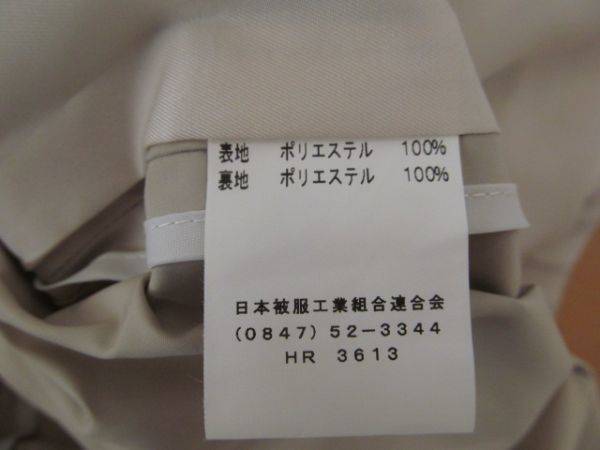 表地 ポリエステル 100%
裏地 ポリエステル 100%
日本被服工業組合連合会
(0847) 52-3344
HR 3613